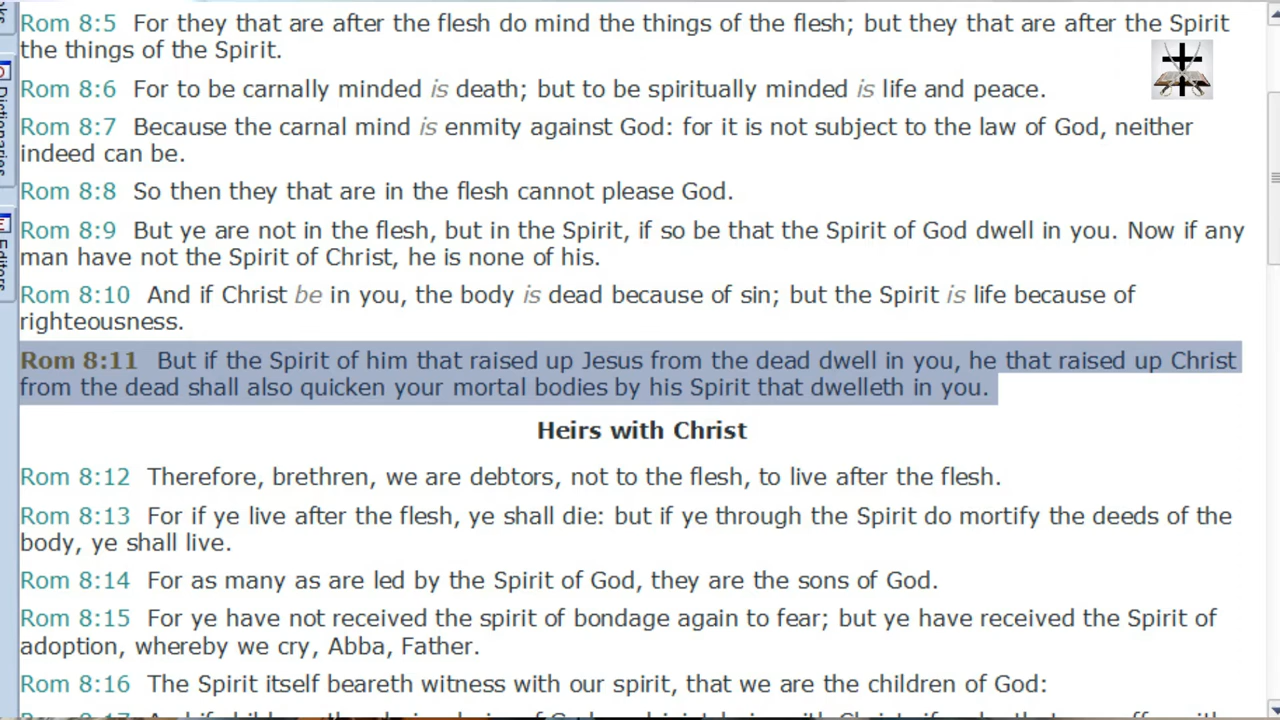 Rom 8:5 For they that are after the flesh do mind the things of the flesh; but they that are after the Spirit
the things of the Spirit.
Rom 8:6 For to be carnally minded is death; but to be spiritually minded is life and peace.
Rom 8:7 Because the carnal mind is enmity against God: for it is not subject to the law of God, neither
indeed can be.
Rom 8:8 So then they that are in the flesh cannot please God.
Rom 8:9 But ye are not in the flesh, but in the Spirit, if so be that the Spirit of God dwell in you. Now if any
man have not the Spirit of Christ, he is none of his.
Rom 8:10 And if Christ be in you, the body is dead because of sin; but the Spirit is life because of
righteousness.
Rom 8:11 But if the Spirit of him that raised up Jesus from the dead dwell in you, he that raised up Christ
from the dead shall also quicken your mortal bodies by his Spirit that dwelleth in you.
Heirs with Christ
Rom 8:12 Therefore, brethren, we are debtors, not to the flesh, to live after the flesh.
Rom 8:13 For if ye live after the flesh, ye shall die: but if ye through the Spirit do mortify the deeds of the
body, ye shall live.
Rom 8:14 For as many as are led by the Spirit of God, they are the sons of God.
Rom 8:15 For ye have not received the spirit of bondage again to fear; but ye have received the Spirit of
adoption, whereby we cry, Abba, Father.
Rom 8:16 The Spirit itself beareth witness with our spirit, that we are the children of God:
Dictionaries
Editors